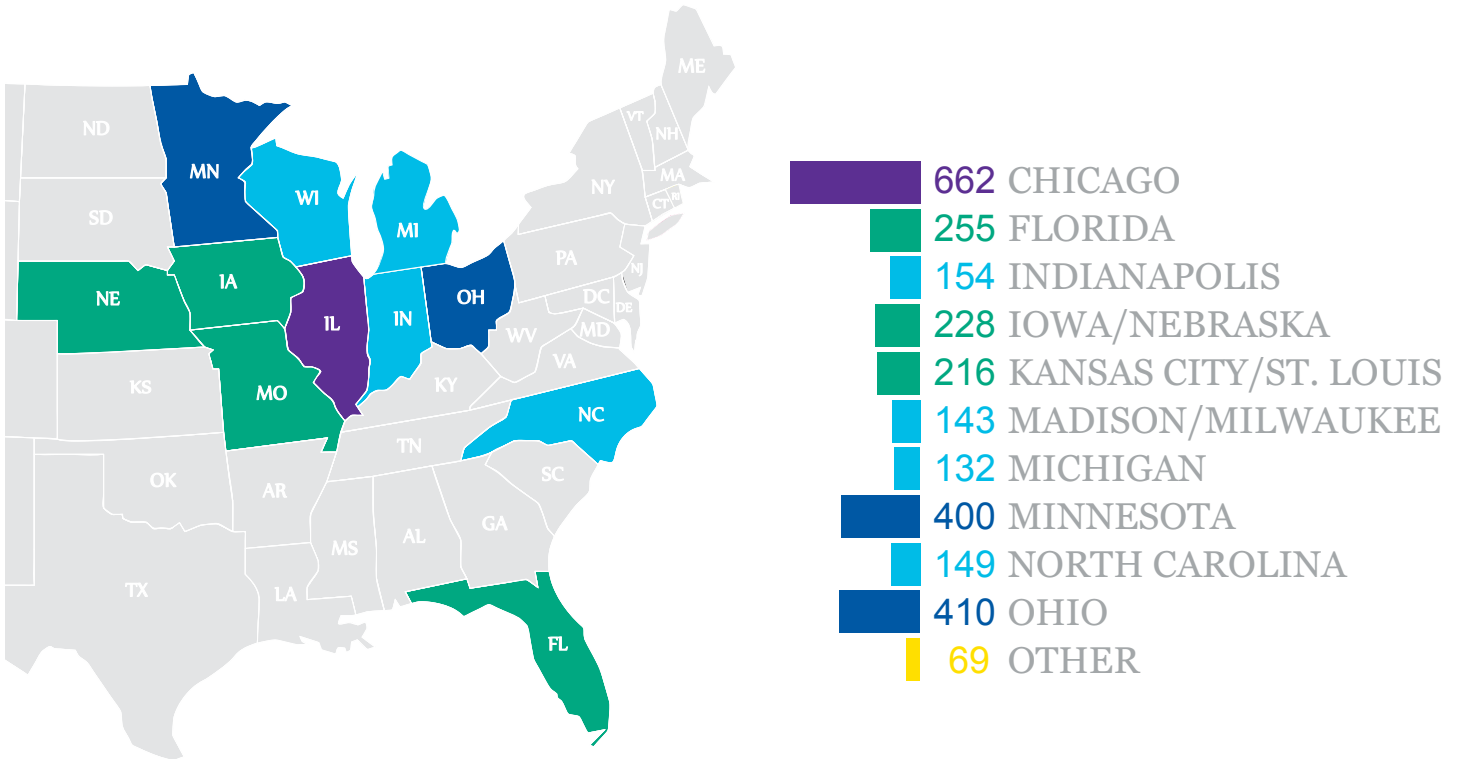 ME
ND
VT
NH
MN
MA
NY
CT
RI
WI
SD
MI
PA
NJ
IA
NE
OH
DC
DE
IL
IN
MD
WV
VA
KS
KY
MO
NC
TN
SC
OK
AR
GA
AL
MS
TX
LA
FL
662 CHICAGO
255 FLORIDA
154 INDIANAPOLIS
228 IOWA/NEBRASKA
216 KANSAS CITY/ST. LOUIS
143 MADISON/MILWAUKEE
132 MICHIGAN
400 MINNESOTA
149 NORTH CAROLINA
410 OHIO
69 OTHER